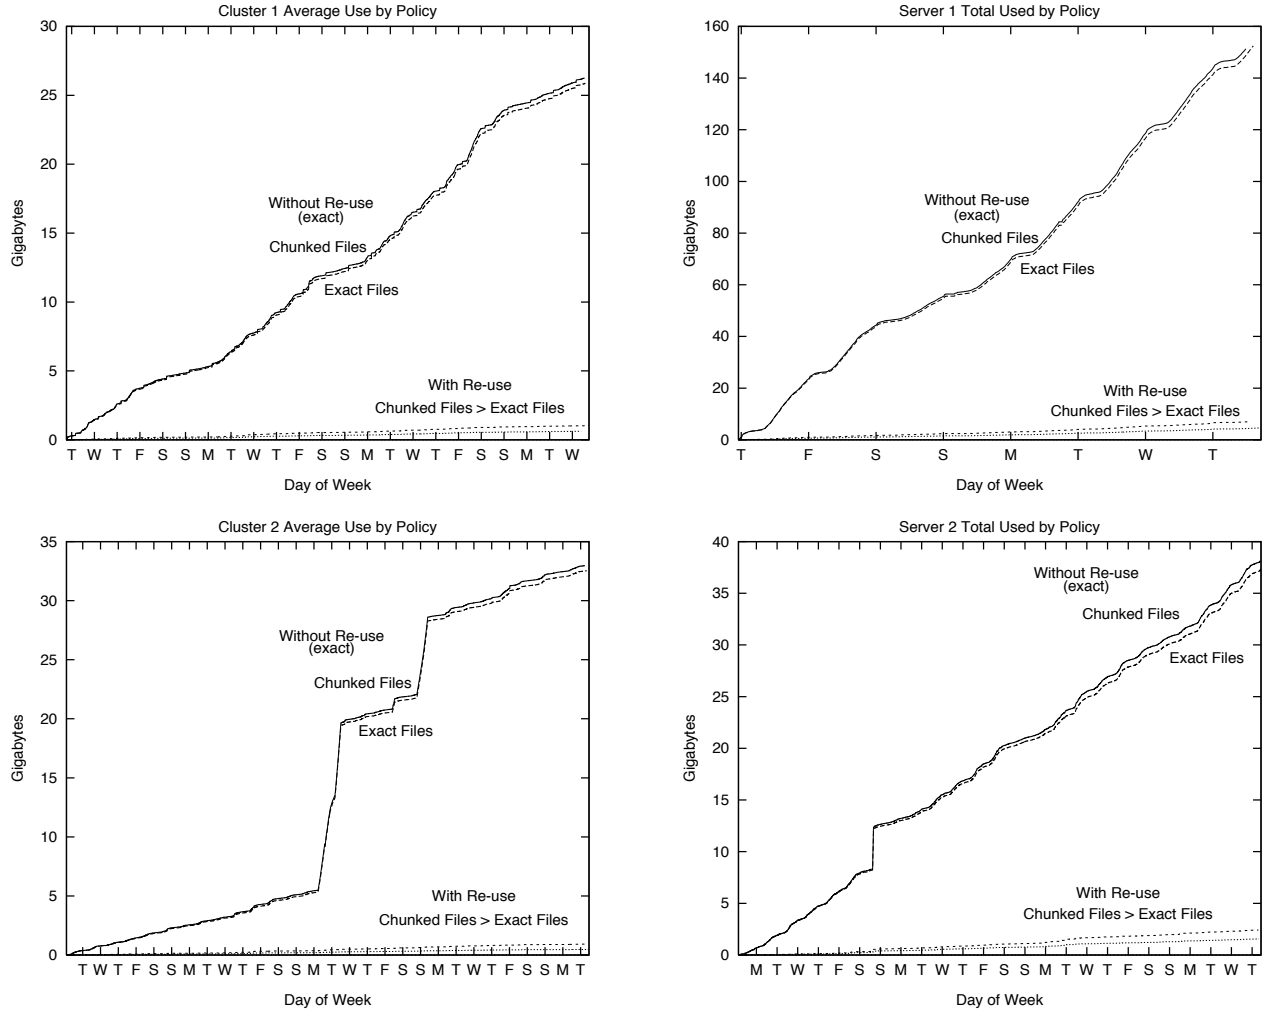 Cluster 1 Average Use by Policy
30
25
20
15
10
5
0
Gigabytes
Without Re-use
(exact)
Chunked Files
Exact Files
With Re-use
Chunked Files > Exact Files
T W T F S S M T W T F S S M T W T F S S M T W
Day of Week
Server 1 Total Used by Policy
160
140
120
100
80
60
40
20
0
Gigabytes
Without Re-use
(exact)
Chunked Files
Exact Files
With Re-use
Chunked Files > Exact Files
T F S S M T W T
Day of Week
Cluster 2 Average Use by Policy
35
30
25
20
15
10
5
0
Gigabytes
Without Re-use
(exact)
Chunked Files
Exact Files
With Re-use
Chunked Files > Exact Files
T W T F S S M T W T F S S M T W T F S S M T W T F S S M T
Day of Week
Server 2 Total Used by Policy
40
35
30
25
20
15
10
5
0
Gigabytes
Without Re-use
(exact)
Chunked Files
Exact Files
With Re-use
Chunked Files > Exact Files
M T W T F S S M T W T F S S M T W T F S S M T W T
Day of Week